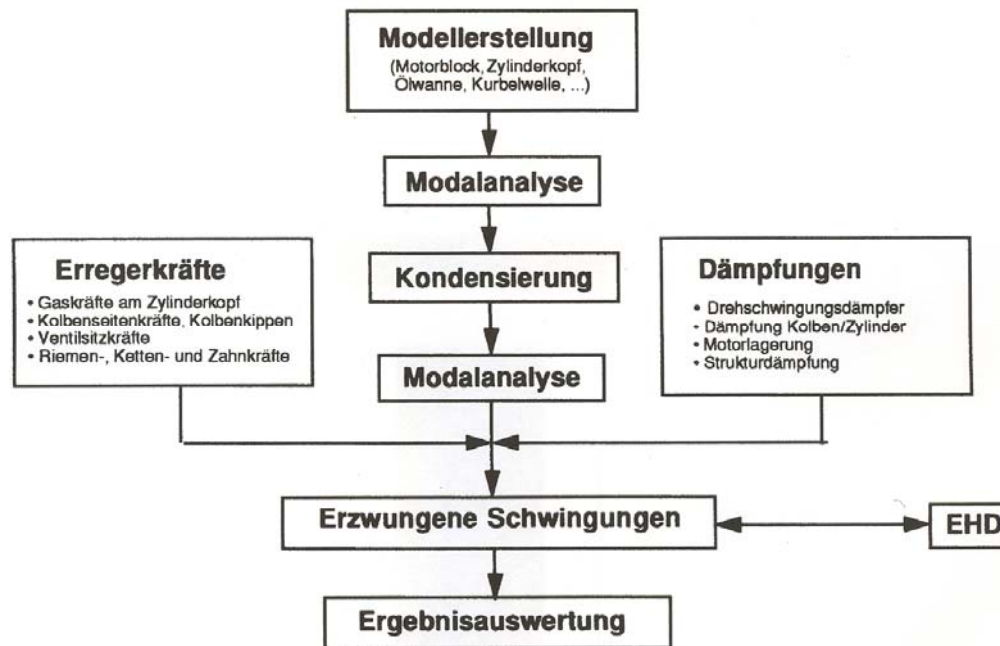 Modellerstellung
(Motorblock, Zylinderkopf,
Ölwanne, Kurbelwelle, ...)
Modalanalyse
Erregerkräfte
• Gaskräfte am Zylinderkopf
• Kolbenseitenkräfte, Kolbenkippen
• Ventilsitzkräfte
• Riemen-, Ketten- und Zahnkräfte
Kondensierung
Dämpfungen
• Drehschwingungsdämpfer
• Dämpfung Kolben/Zylinder
• Motorlagerung
• Strukturdämpfung
Modalanalyse
Erzwungene Schwingungen
EHD
Ergebnisauswertung